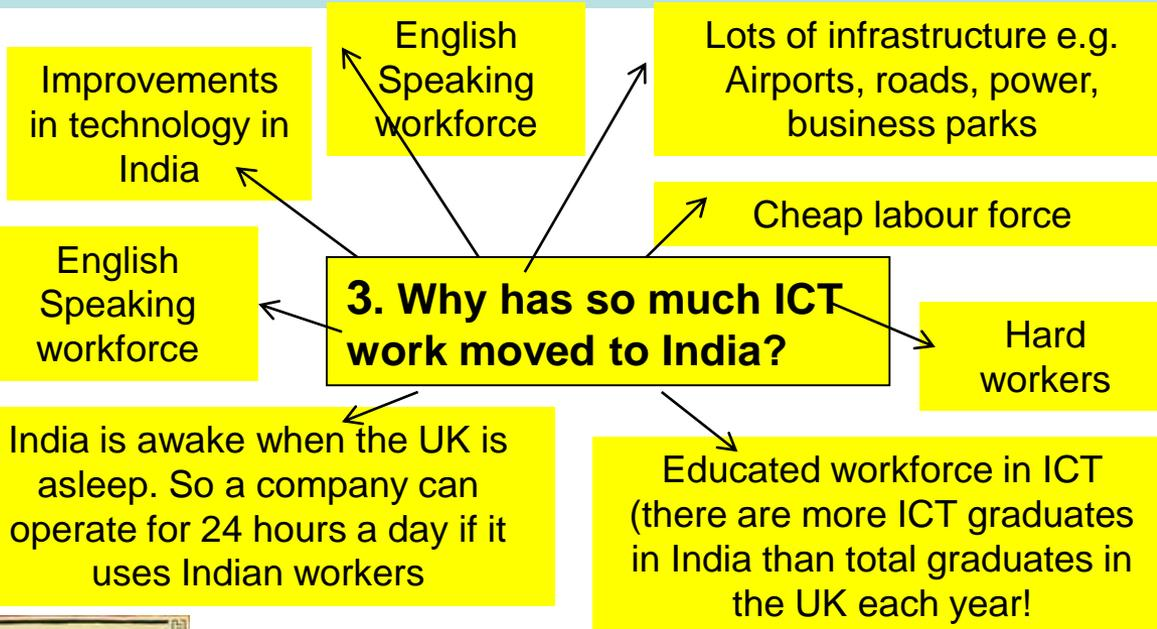 English
Speaking
workforce
Lots of infrastructure e.g.
Airports, roads, power,
business parks
Improvements
in technology in
India
Cheap labour force
English
Speaking
workforce
3. Why has so much ICT
work moved to India?
Hard
workers
India is awake when the UK is
asleep. So a company can
operate for 24 hours a day if it
uses Indian workers
Educated workforce in ICT
(there are more ICT graduates
in India than total graduates in
the UK each year!